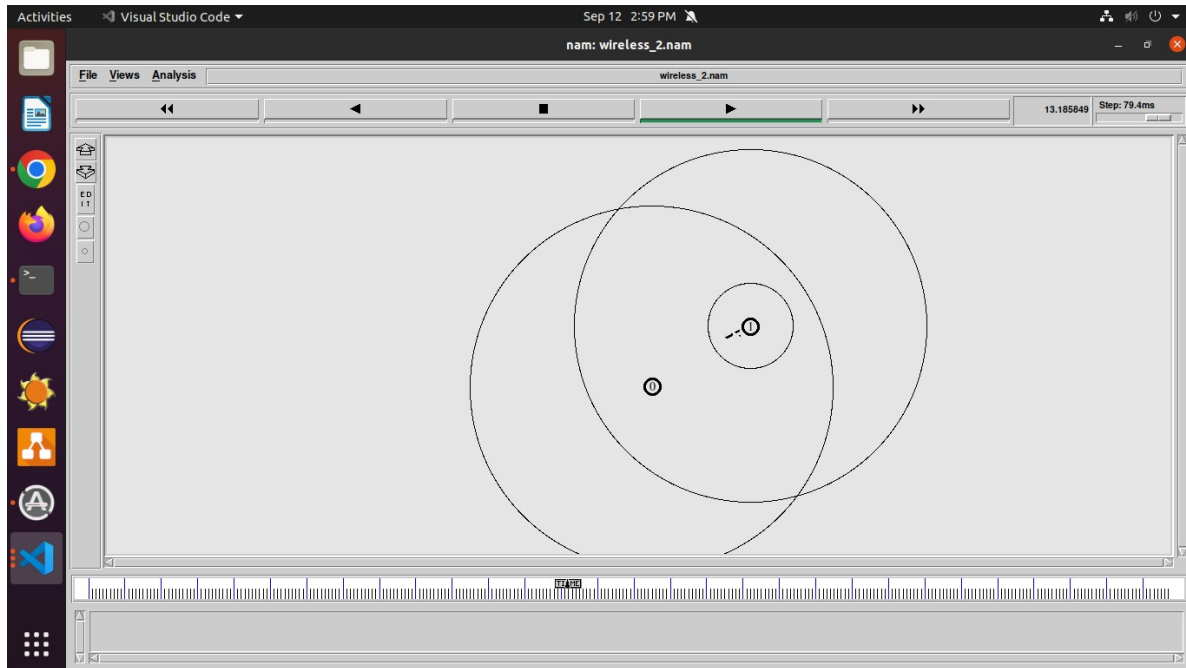 Activities Visual Studio Code Sep 12 2:59 PM
nam: wireless_2.nam
File Views Analysis wireless_2.nam
13.185849 Step: 79.4ms
E D
I T
1
0
TIME